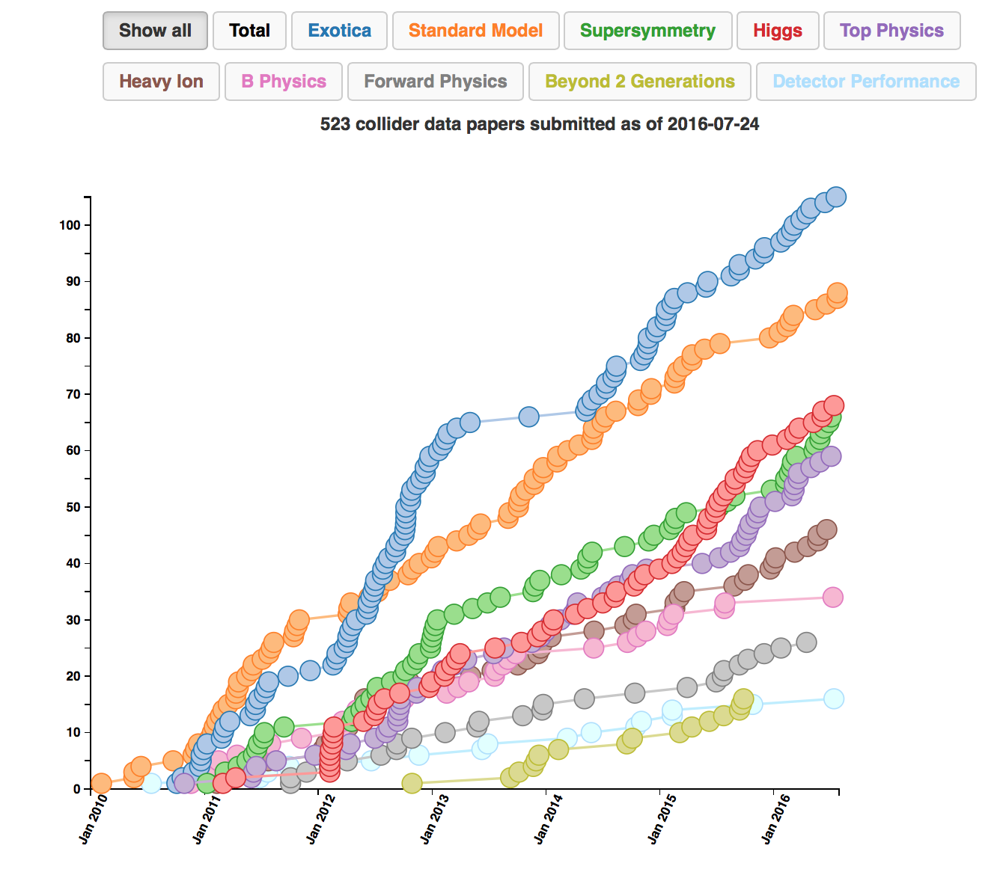 Show all Total Exotica Standard Model Supersymmetry Higgs Top Physics
Heavy Ion B Physics Forward Physics Beyond 2 Generations Detector Performance
523 collider data papers submitted as of 2016-07-24
100
90
80
70
60
50
40
30
20
10
0
Jan 2010 Jan 2011 Jan 2012 Jan 2013 Jan 2014 Jan 2015 Jan 2016